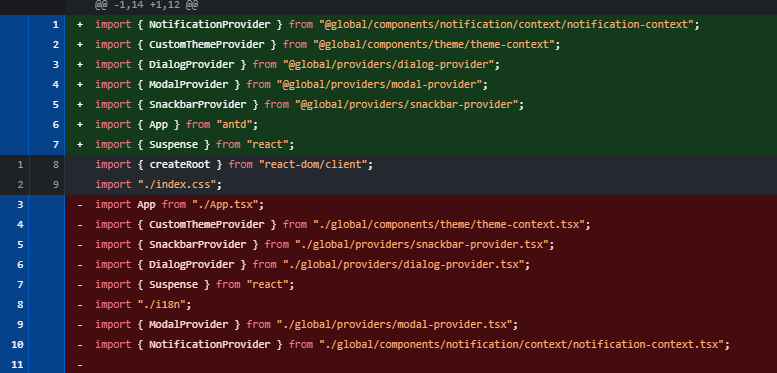 @@ -1,14 +1,12 @@
1 + import { NotificationProvider } from "@global/components/notification/context/notification-context";
2 + import { CustomThemeProvider } from "@global/components/theme/theme-context";
3 + import { DialogProvider } from "@global/providers/dialog-provider";
4 + import { ModalProvider } from "@global/providers/modal-provider";
5 + import { SnackbarProvider } from "@global/providers/snackbar-provider";
6 + import { App } from "antd";
7 + import { Suspense } from "react";
1 8 import { createRoot } from "react-dom/client";
2 9 import "./index.css";
3 - import App from "./App.tsx";
4 - import { CustomThemeProvider } from "./global/components/theme/theme-context.tsx";
5 - import { SnackbarProvider } from "./global/providers/snackbar-provider.tsx";
6 - import { DialogProvider } from "./global/providers/dialog-provider.tsx";
7 - import { Suspense } from "react";
8 - import "./i18n";
9 - import { ModalProvider } from "./global/providers/modal-provider.tsx";
10 - import { NotificationProvider } from "./global/components/notification/context/notification-context.tsx";
11 -